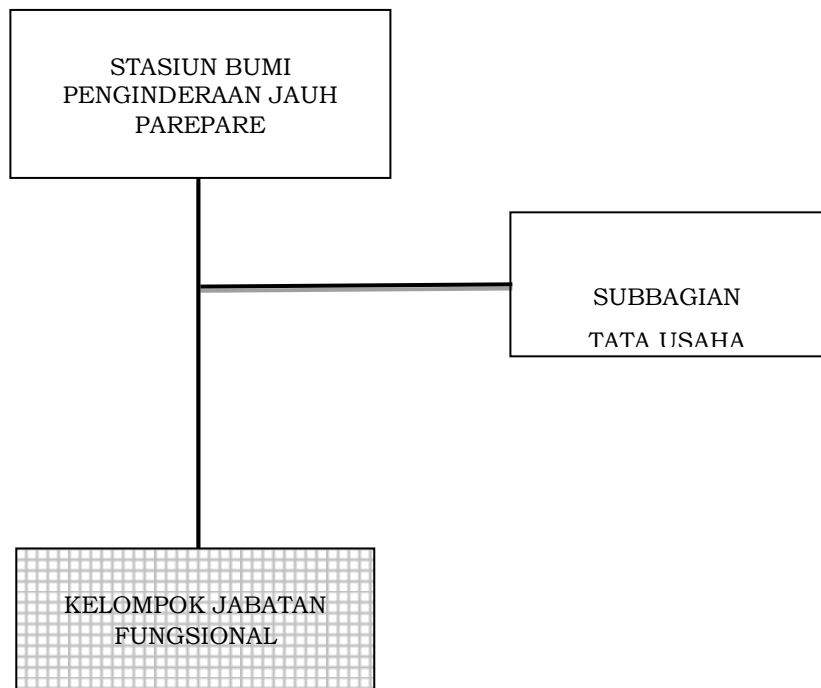 STASIUN BUMI
PENGINDERAAN JAUH
PAREPARE
SUBBAGIAN
TATA USAHA
KELOMPOK JABATAN
FUNGSIONAL